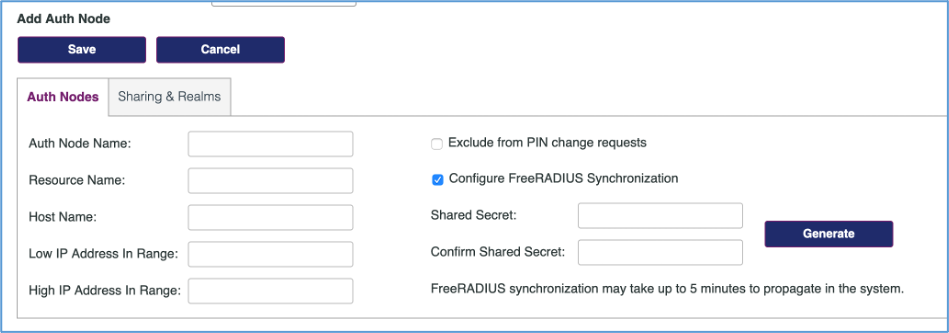 Add Auth Node
Save Cancel
Auth Nodes Sharing & Realms
Auth Node Name:
Resource Name:
Host Name:
Low IP Address In Range:
High IP Address In Range:
Exclude from PIN change requests
Configure FreeRADIUS Synchronization
Shared Secret:
Confirm Shared Secret:
Generate
FreeRADIUS synchronization may take up to 5 minutes to propagate in the system.